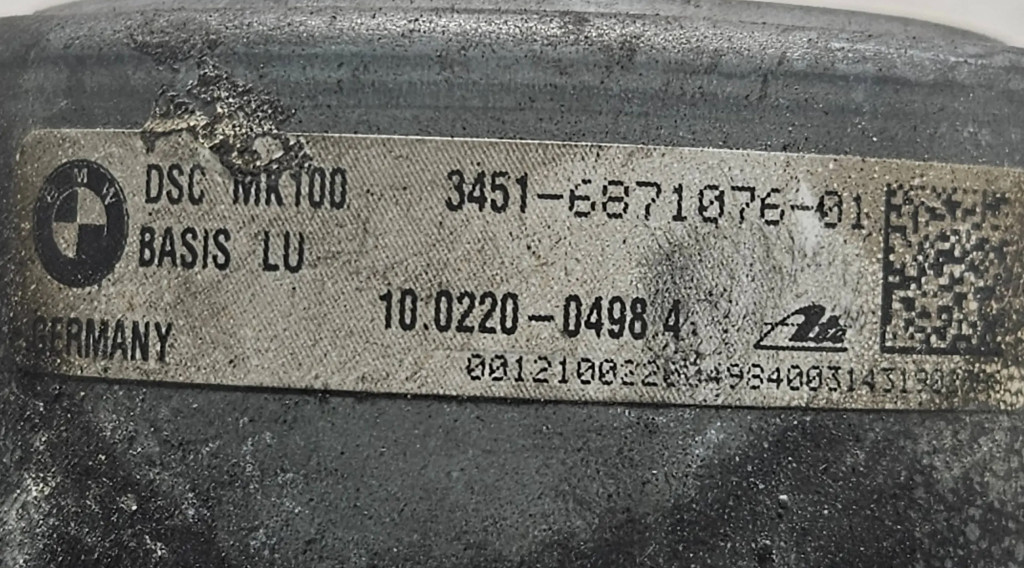 BMW
DSC MK100 3451-6871076-01
BASIS LU
10.0220-0498 4
Ate
GERMANY